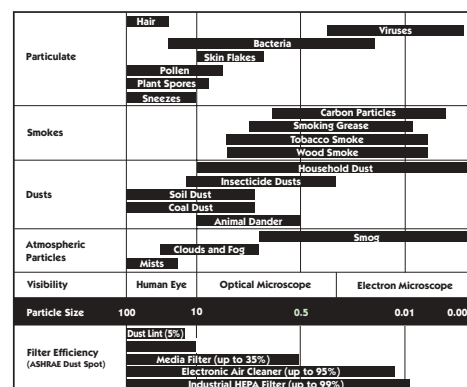 Hair
Viruses
Bacteria
Particulate
Skin Flakes
Pollen
Plant Spores
Sneezes
Carbon Particles
Smokes
Smoking Grease
Tobacco Smoke
Wood Smoke
Household Dust
Insecticide Dusts
Dusts
Soil Dust
Coal Dust
Animal Dander
Smog
Atmospheric Particles
Clouds and Fog
Mists
Visibility Human Eye Optical Microscope Electron Microscope
Particle Size 100 10 0.5 0.01 0.00
Dust Lint (5%)
Filter Efficiency
(ASHRAE Dust Spot)
Media Filter (up to 35%)
Electronic Air Cleaner (up to 95%)
Industrial HEPA Filter (up to 99%)